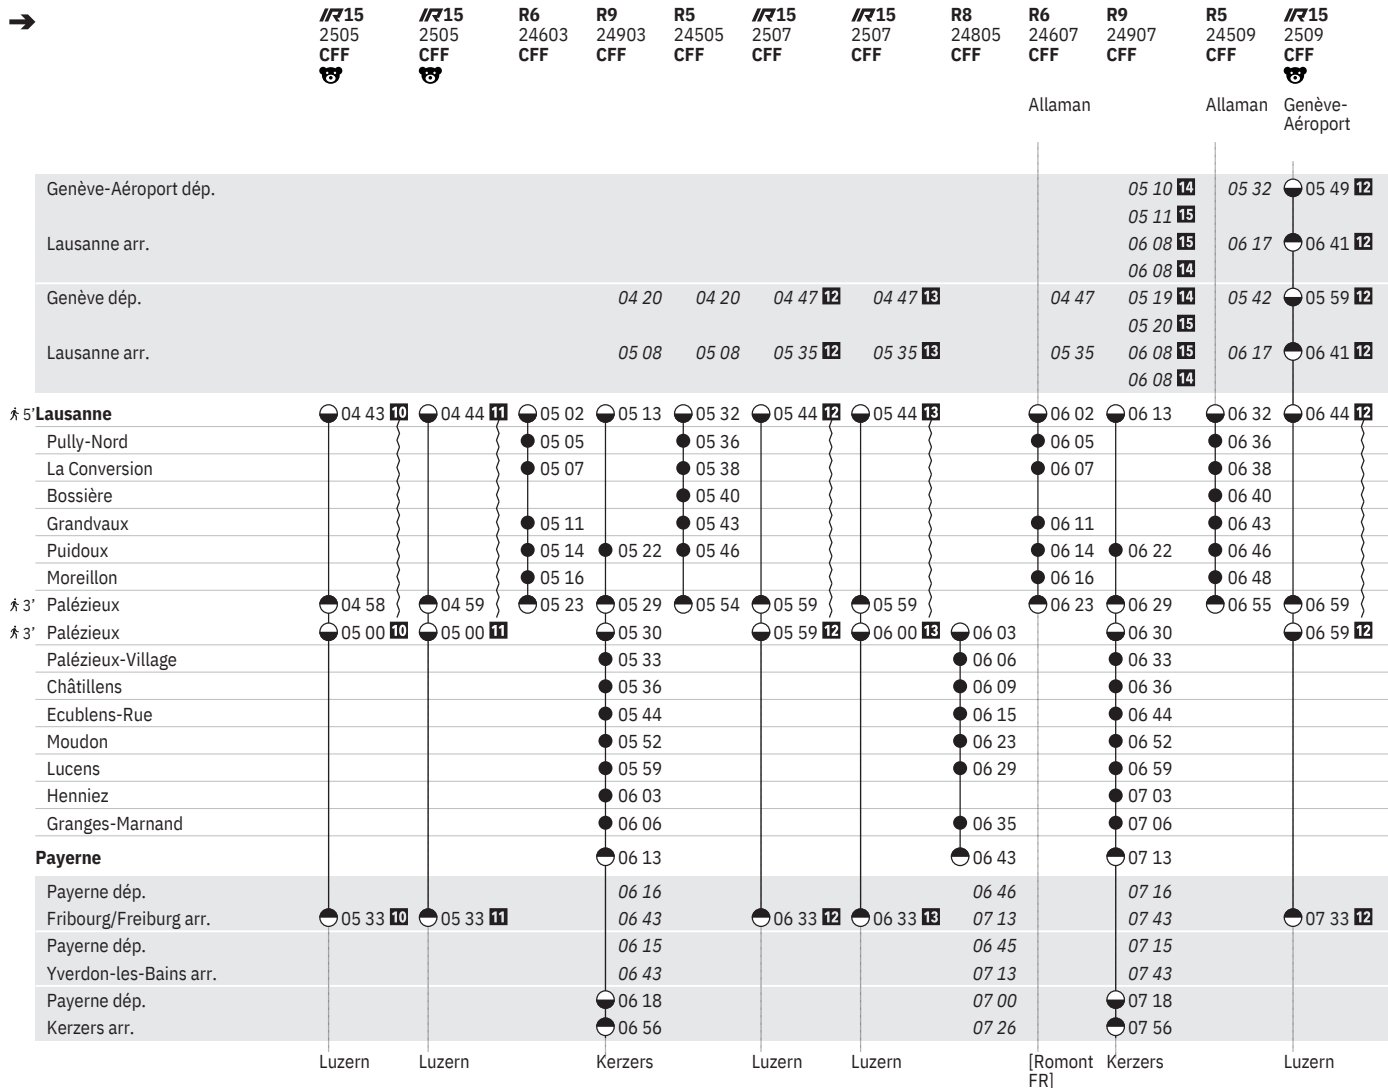 ➔ IR15 IR15 R6 R9 R5 IR15 IR15 R8 R6 R9 R5 IR15
2505 2505 24603 24903 24505 2507 2507 24805 24607 24907 24509 2509
CFF CFF CFF CFF CFF CFF CFF CFF CFF CFF CFF CFF
Allaman Allaman Genève-
Aéroport
Genève-Aéroport dép. 05 10 14 05 32 05 49 12
05 11 15
Lausanne arr. 06 08 15 06 17 06 41 12
06 08 14
Genève dép. 04 20 04 20 04 47 12 04 47 13 04 47 05 19 14 05 42 05 59 12
05 20 15
Lausanne arr. 05 08 05 08 05 35 12 05 35 13 05 35 06 08 15 06 17 06 41 12
06 08 14
5' Lausanne 04 43 10 04 44 11 05 02 05 13 05 32 05 44 12 05 44 13 06 02 06 13 06 32 06 44 12
Pully-Nord 05 05 05 36 06 05 06 36
La Conversion 05 07 05 38 06 07 06 38
Bossière 05 40 06 40
Grandvaux 05 11 05 43 06 11 06 43
Puidoux 05 14 05 22 05 46 06 14 06 22 06 46
Moreillon 05 16 06 16 06 48
3' Palézieux 04 58 04 59 05 23 05 29 05 54 05 59 05 59 06 23 06 29 06 55 06 59
3' Palézieux 05 00 10 05 00 11 05 30 05 59 12 06 00 13 06 03 06 30 06 59 12
Palézieux-Village 05 33 06 06 06 33
Châtillens 05 36 06 09 06 36
Ecublens-Rue 05 44 06 15 06 44
Moudon 05 52 06 23 06 52
Lucens 05 59 06 29 06 59
Henniez 06 03 07 03
Granges-Marnand 06 06 06 35 07 06
Payerne 06 13 06 43 07 13
Payerne dép. 06 16 06 46 07 16
Fribourg/Freiburg arr. 05 33 10 05 33 11 06 43 06 33 12 06 33 13 07 13 07 43 07 33 12
Payerne dép. 06 15 06 45 07 15
Yverdon-les-Bains arr. 06 43 07 13 07 43
Payerne dép. 06 18 07 00 07 18
Kerzers arr. 06 56 07 26 07 56
Luzern Luzern Kerzers Luzern Luzern [Romont Kerzers Luzern
FR]